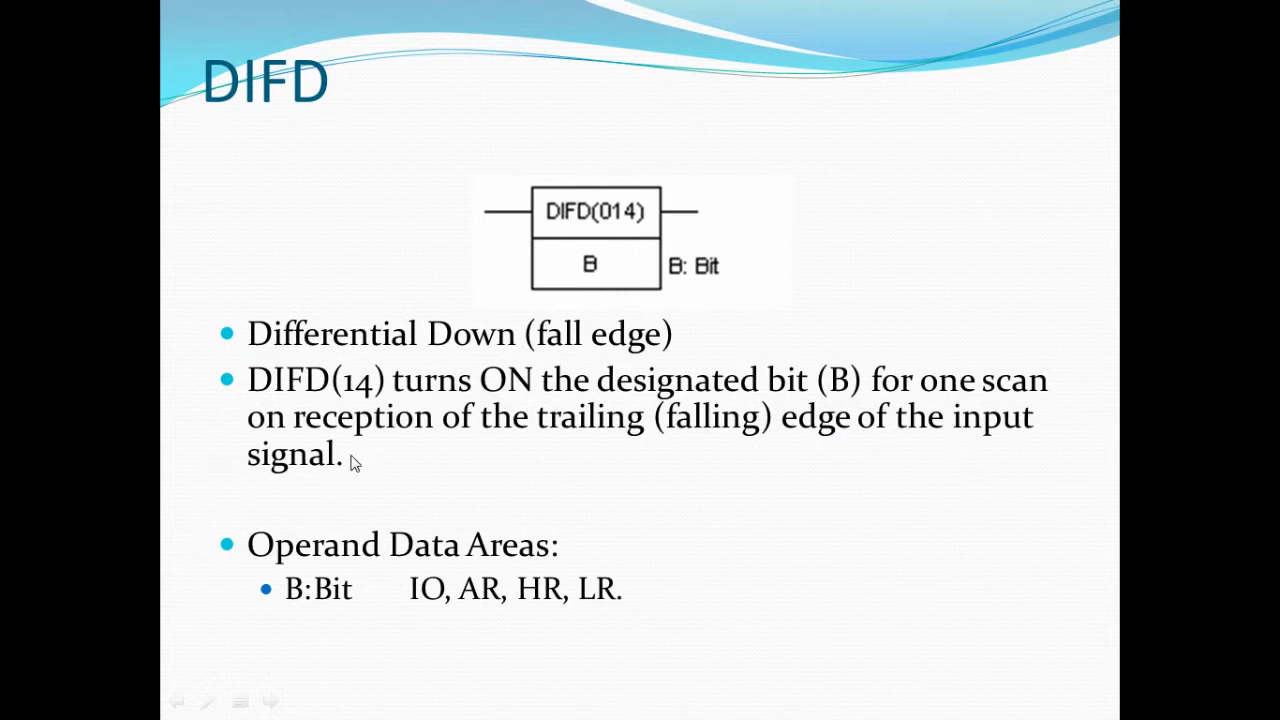 DIFD
DIFD(014)
B
B: Bit
Differential Down (fall edge)
DIFD(14) turns ON the designated bit (B) for one scan
on reception of the trailing (falling) edge of the input
signal.
Operand Data Areas:
B:Bit IO, AR, HR, LR.